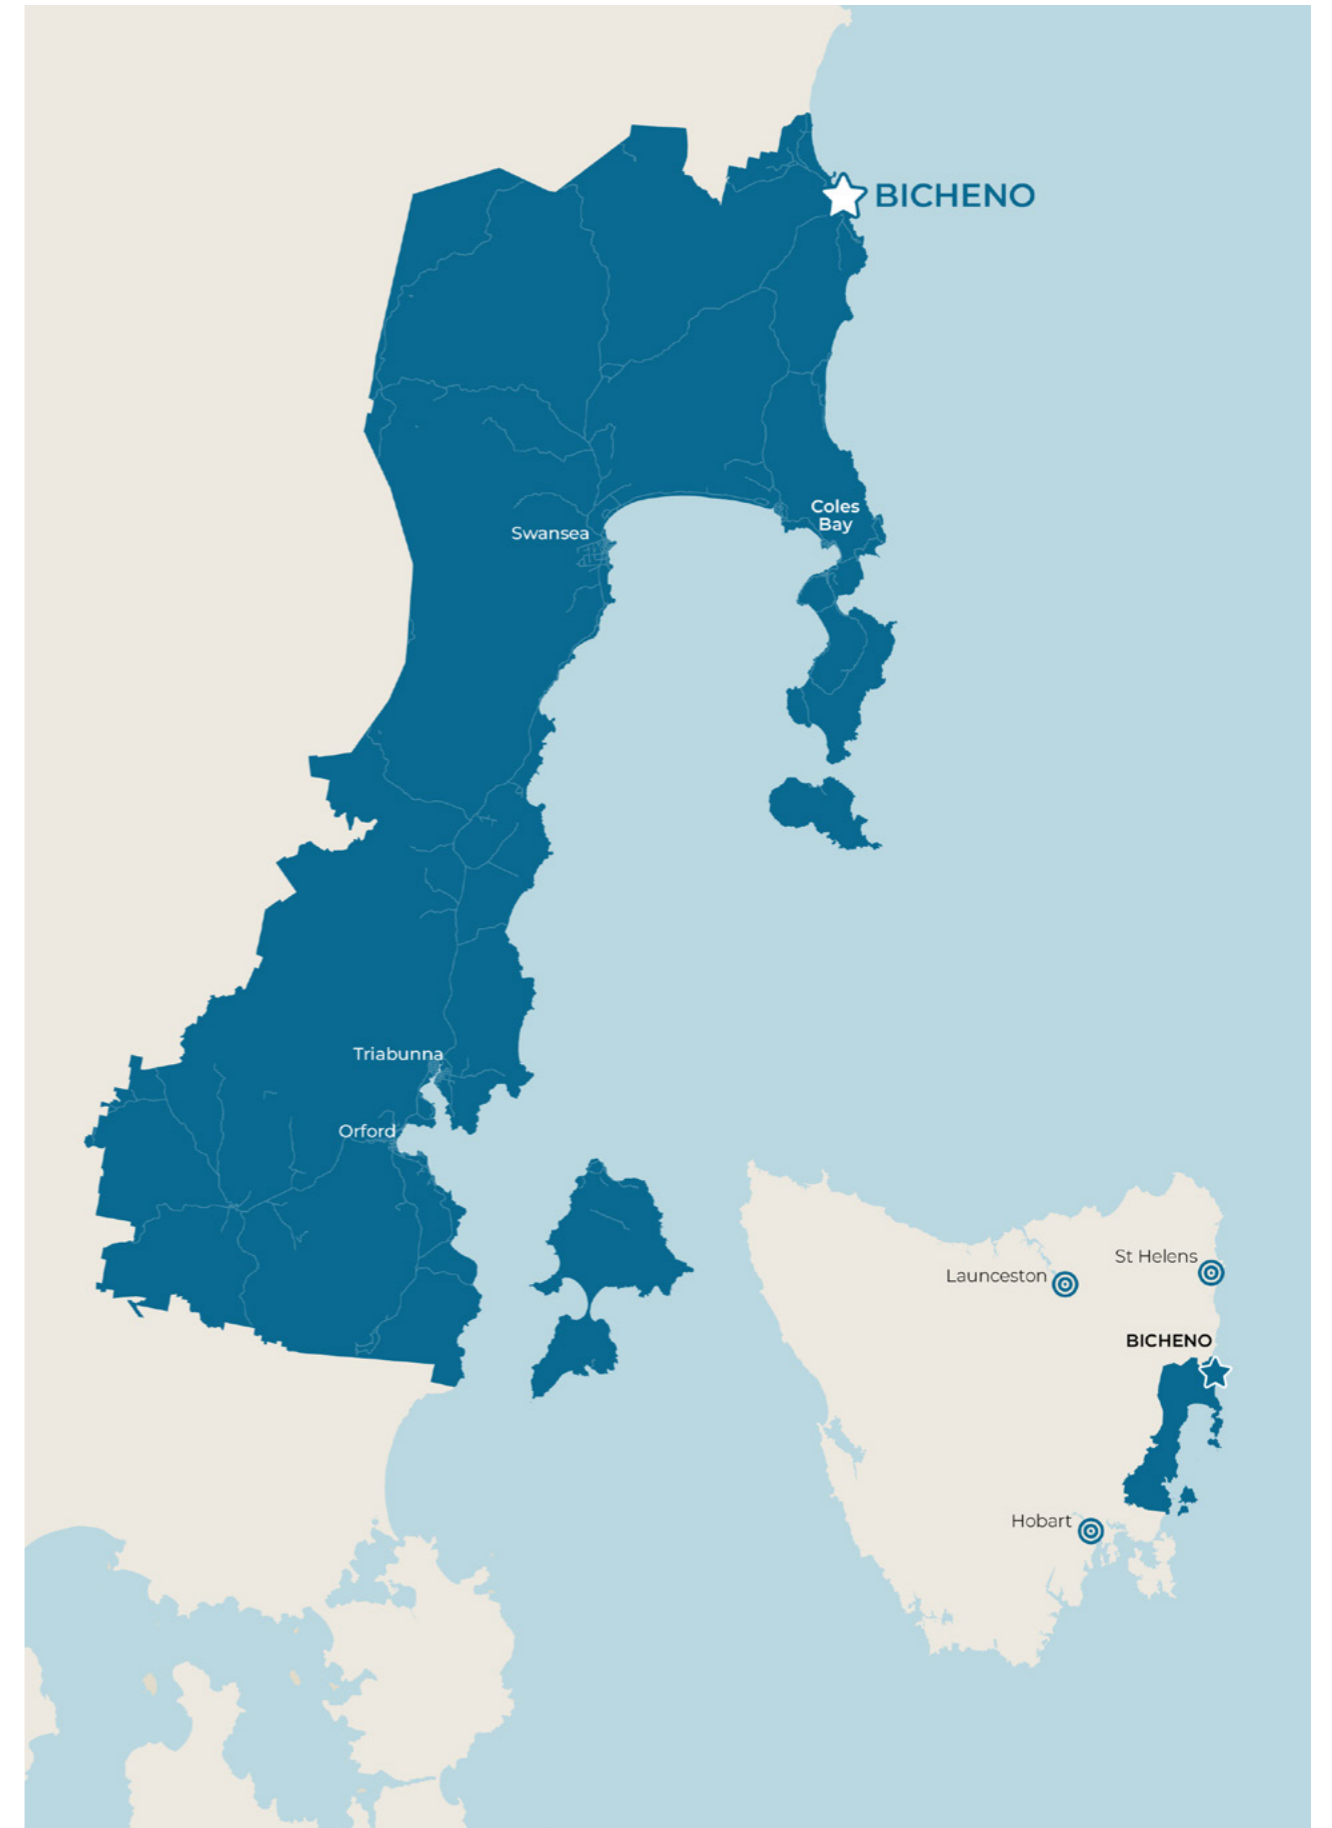 BICHENO
Coles
Bay
Swansea
Triabunna
Orford
St Helens
Launceston
BICHENO
Hobart